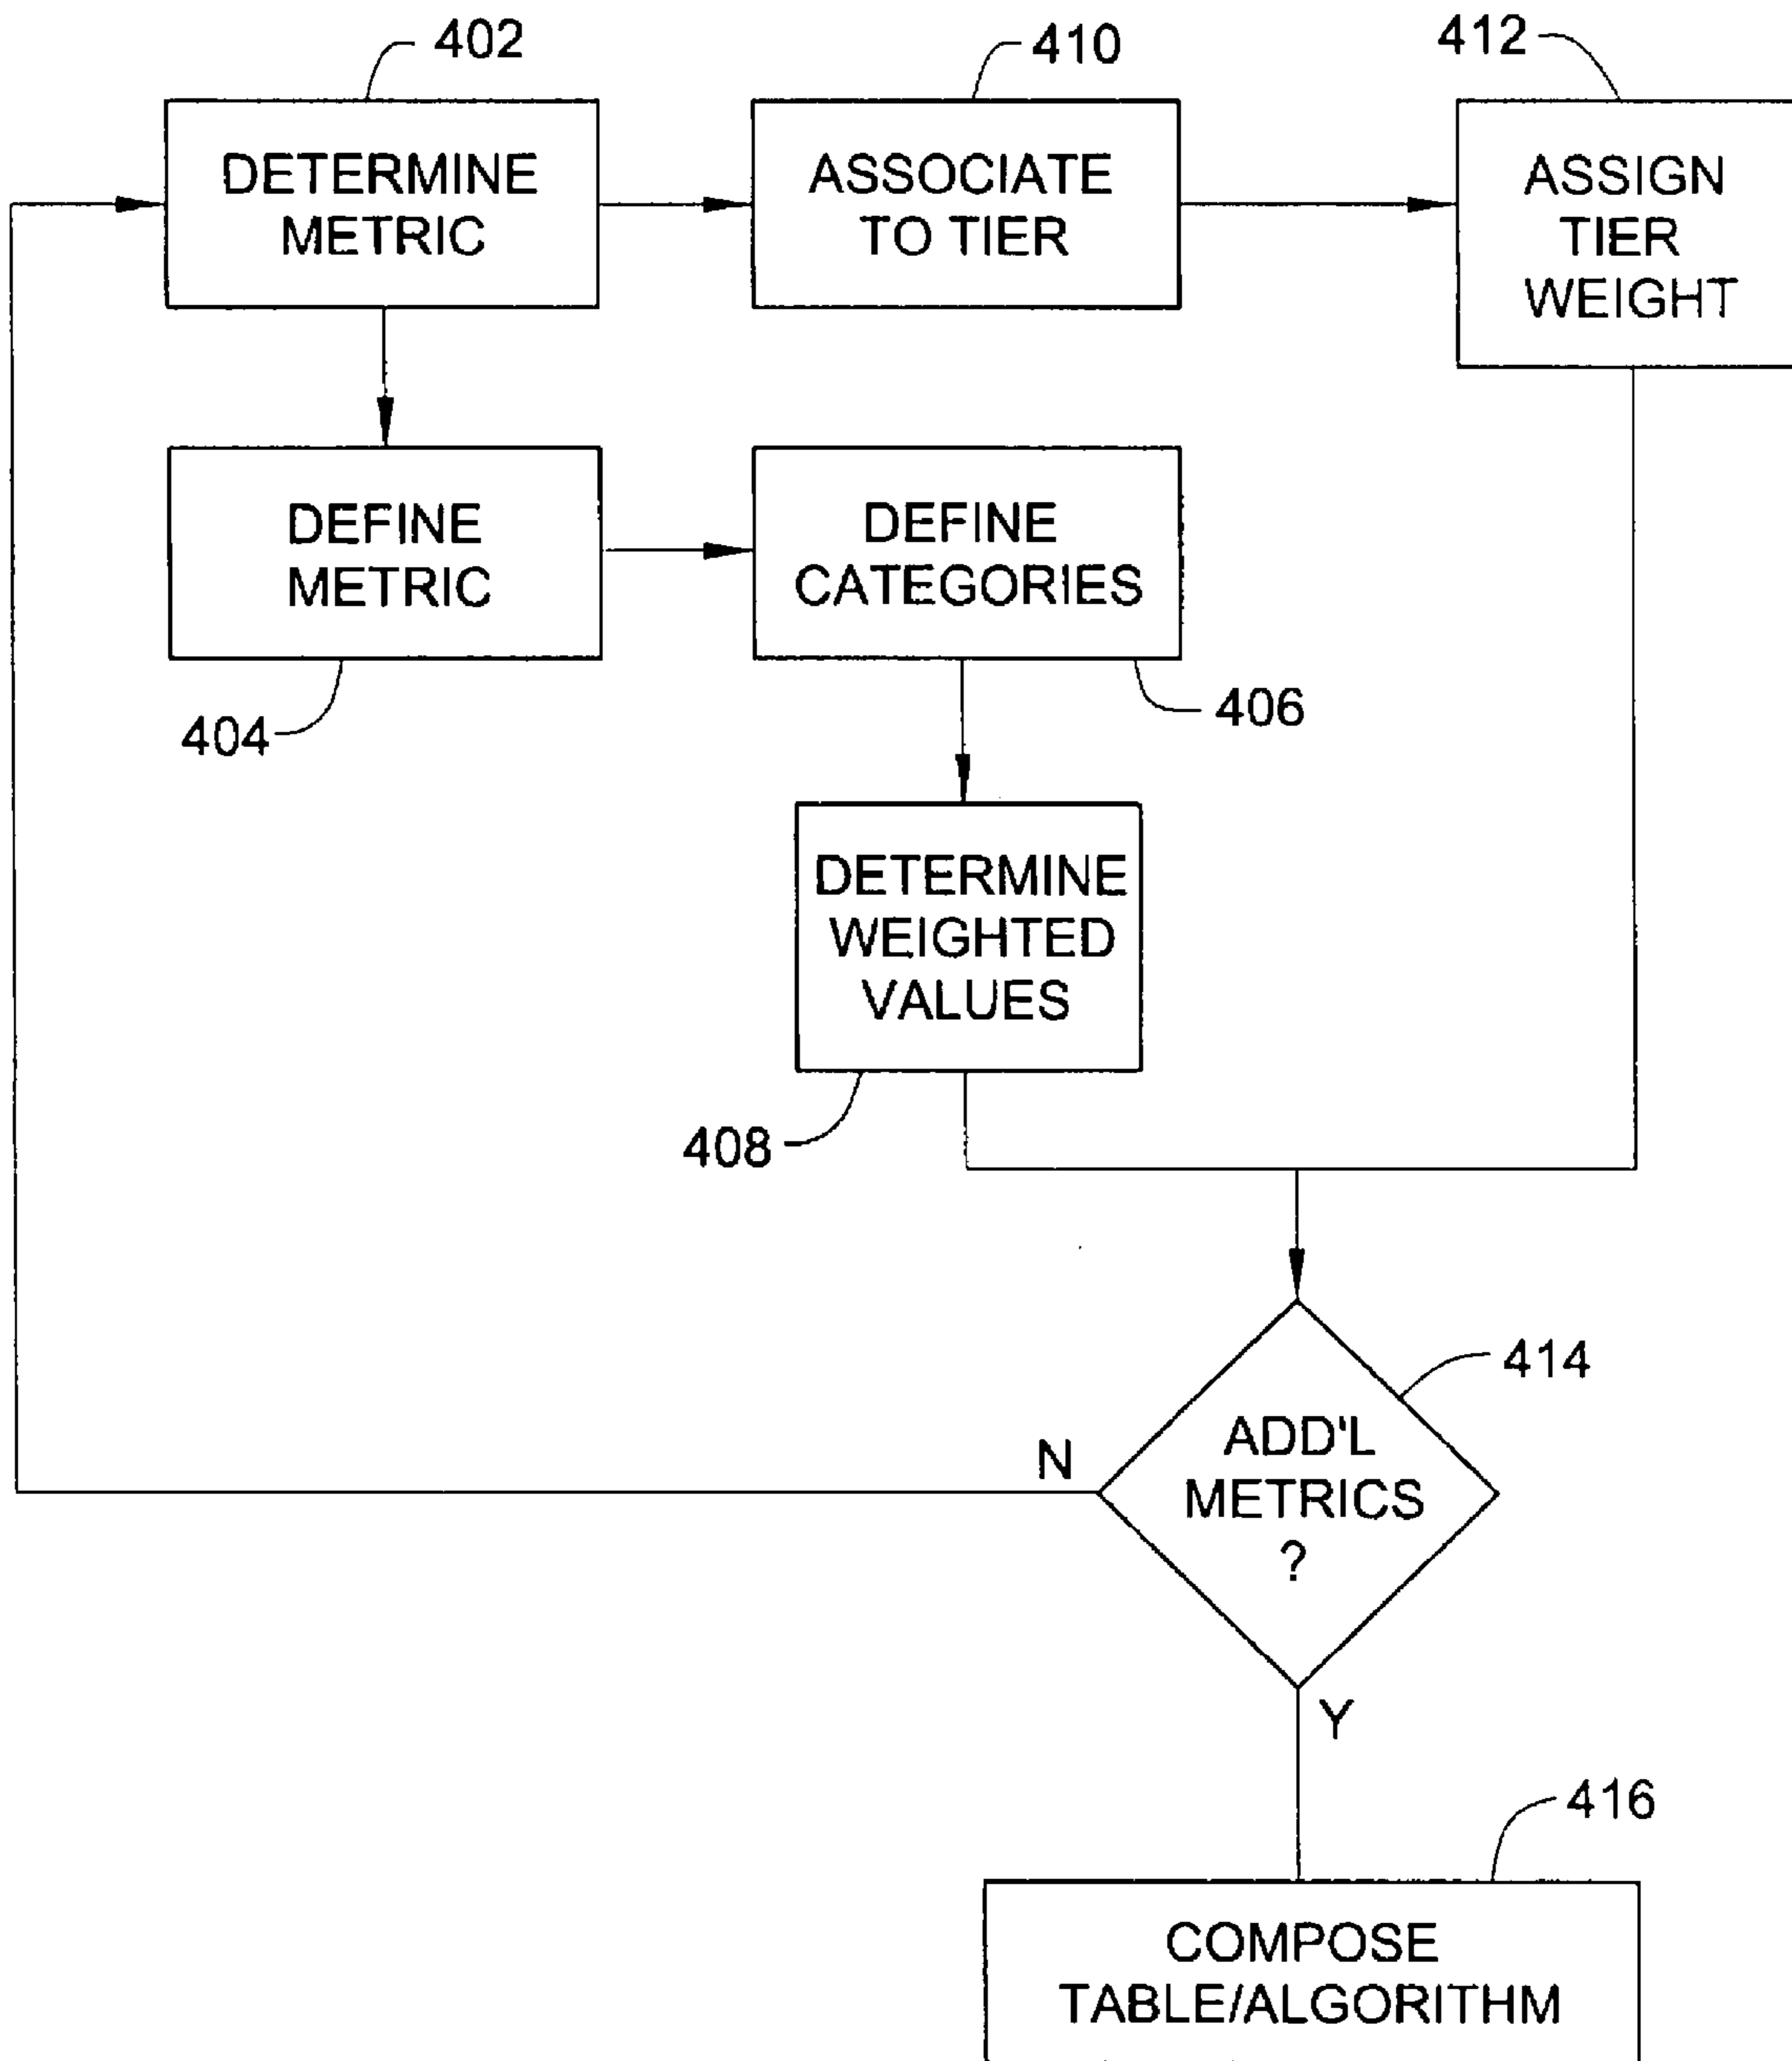 402
410
412
DETERMINE
METRIC
ASSOCIATE
TO TIER
ASSIGN
TIER
WEIGHT
DEFINE
METRIC
DEFINE
CATEGORIES
404
406
DETERMINE
WEIGHTED
VALUES
408
414
N
ADD'L
METRICS
?
Y
416
COMPOSE
TABLE/ALGORITHM